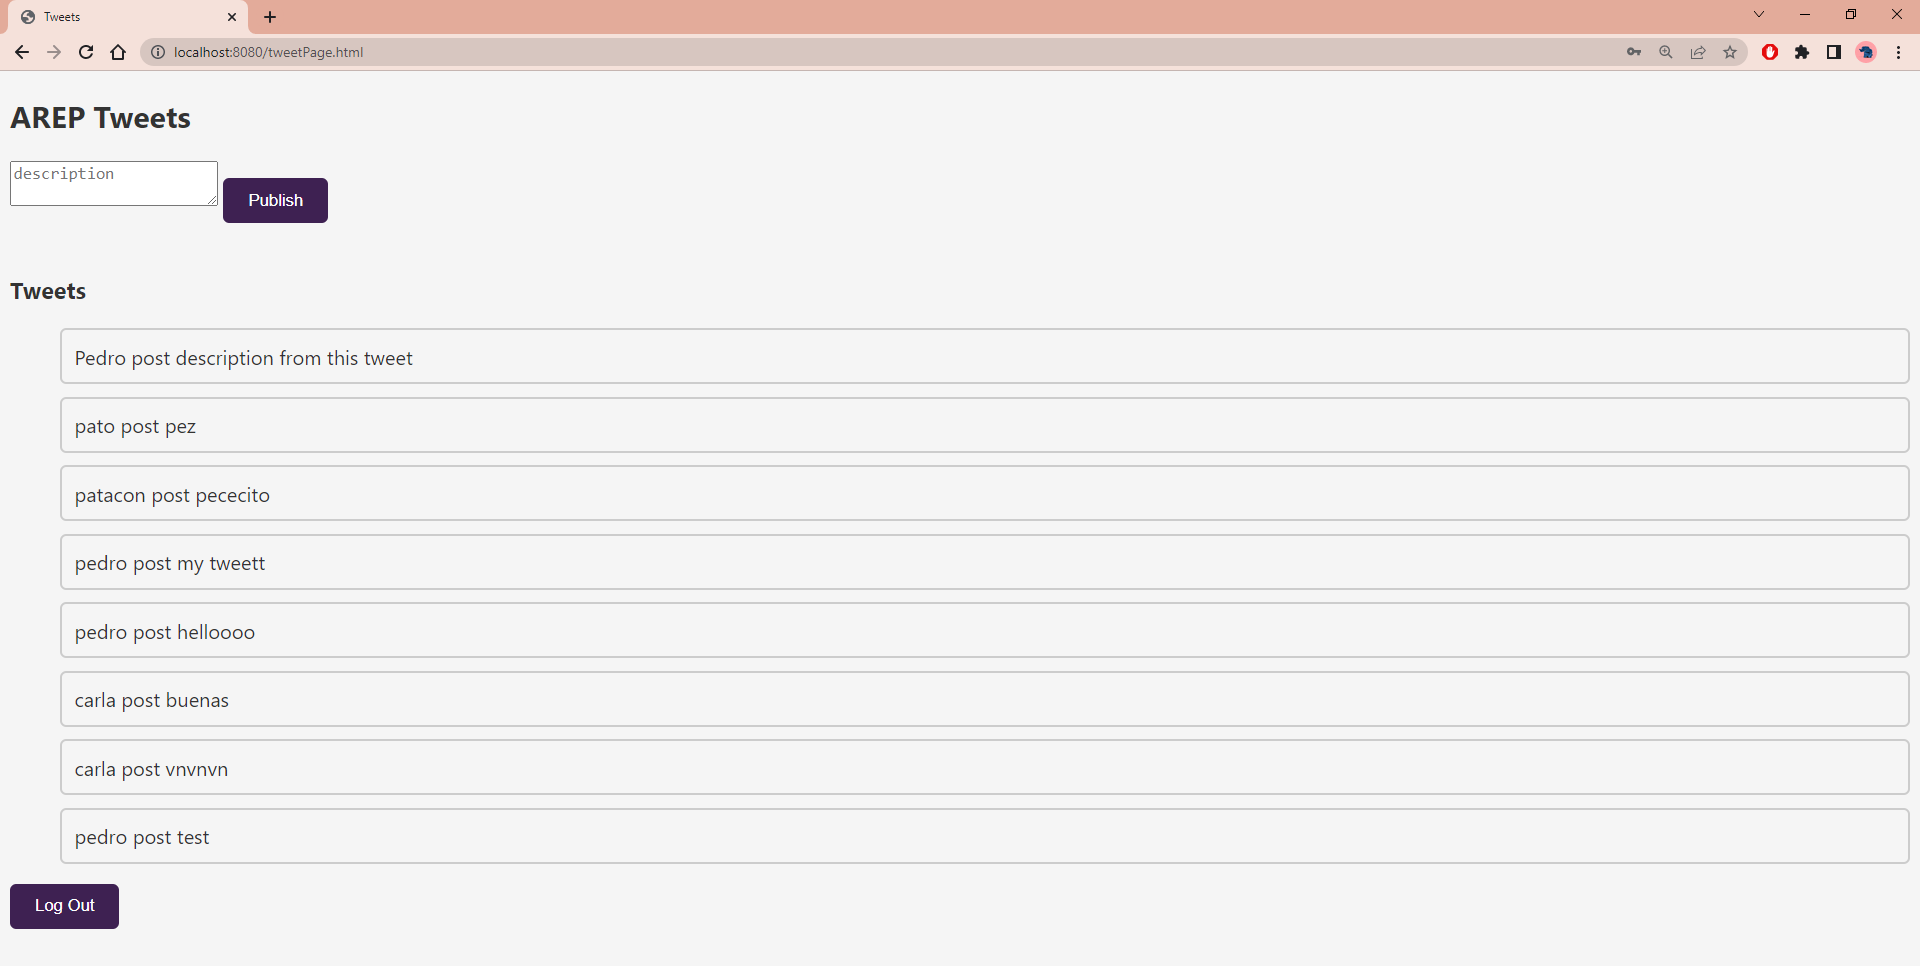 Tweets
localhost:8080/tweetPage.html
AREP Tweets
description
Publish
Tweets
Pedro post description from this tweet
pato post pez
patacon post pececito
pedro post my tweett
pedro post helloooo
carla post buenas
carla post vnvnvn
pedro post test
Log Out